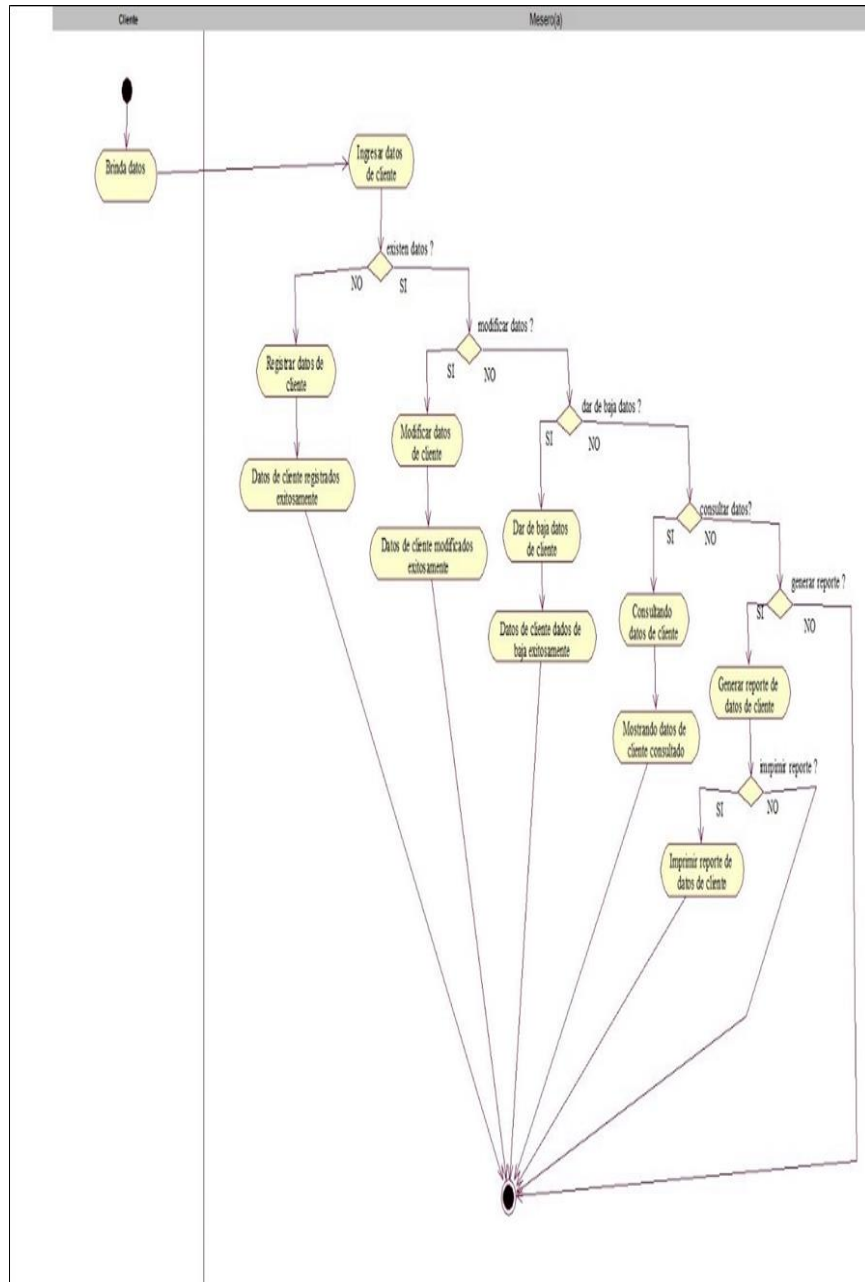 Cliente
Mesero(a)
Brinda datos
Ingresar datos
de cliente
existen datos ?
NO
SI
modificar datos ?
Registrar datos de
cliente
SI
NO
dar de baja datos ?
Modificar datos
de cliente
SI
NO
Datos de cliente registrados
exitosamente
consultar datos?
Dar de baja datos
de cliente
SI
NO
Datos de cliente modificados
exitosamente
generar reporte ?
Consultando
datos de cliente
SI
NO
Datos de cliente dados de
baja exitosamente
Generar reporte de
datos de cliente
Mostrando datos de
cliente consultado
imprimir reporte ?
SI
NO
Imprimir reporte de
datos de cliente